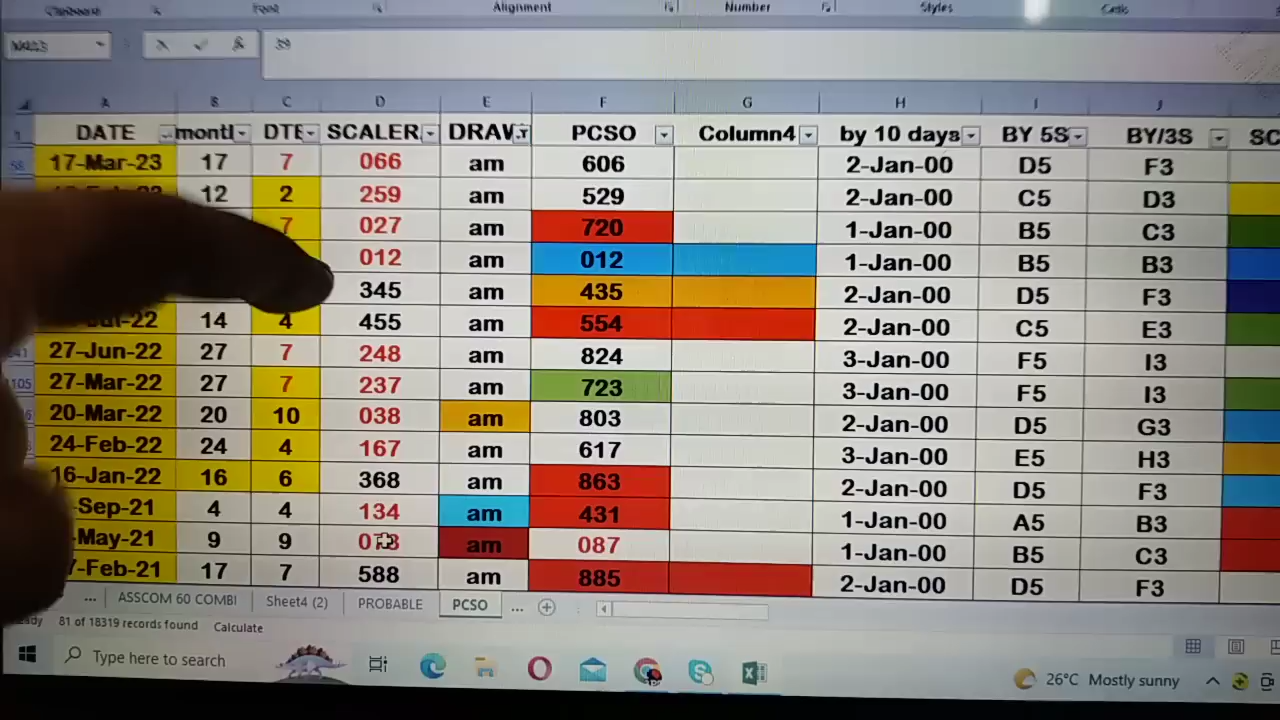 Clipboard Font Alignment Number Styles Cells
39
A B C D E F G H I J
1 DATE montl DTE SCALER DRAW PCSO Column4 by 10 days BY 5S BY/3S SC
58 17-Mar-23 17 7 066 am 606 2-Jan-00 D5 F3
12 2 259 am 529 2-Jan-00 C5 D3
7 027 am 720 1-Jan-00 B5 C3
012 am 012 1-Jan-00 B5 B3
345 am 435 2-Jan-00 D5 F3
14 4 455 am 554 2-Jan-00 C5 E3
27-Jun-22 27 7 248 am 824 3-Jan-00 F5 I3
105 27-Mar-22 27 7 237 am 723 3-Jan-00 F5 I3
20-Mar-22 20 10 038 am 803 2-Jan-00 D5 G3
24-Feb-22 24 4 167 am 617 3-Jan-00 E5 H3
16-Jan-22 16 6 368 am 863 2-Jan-00 D5 F3
Sep-21 4 4 134 am 431 1-Jan-00 A5 B3
May-21 9 9 am 087 1-Jan-00 B5 C3
7-Feb-21 17 7 588 am 885 2-Jan-00 D5 F3
... ASSCOM 60 COMBI Sheet4 (2) PROBABLE PCSO ...
81 of 18319 records found Calculate
Type here to search 26°C Mostly sunny